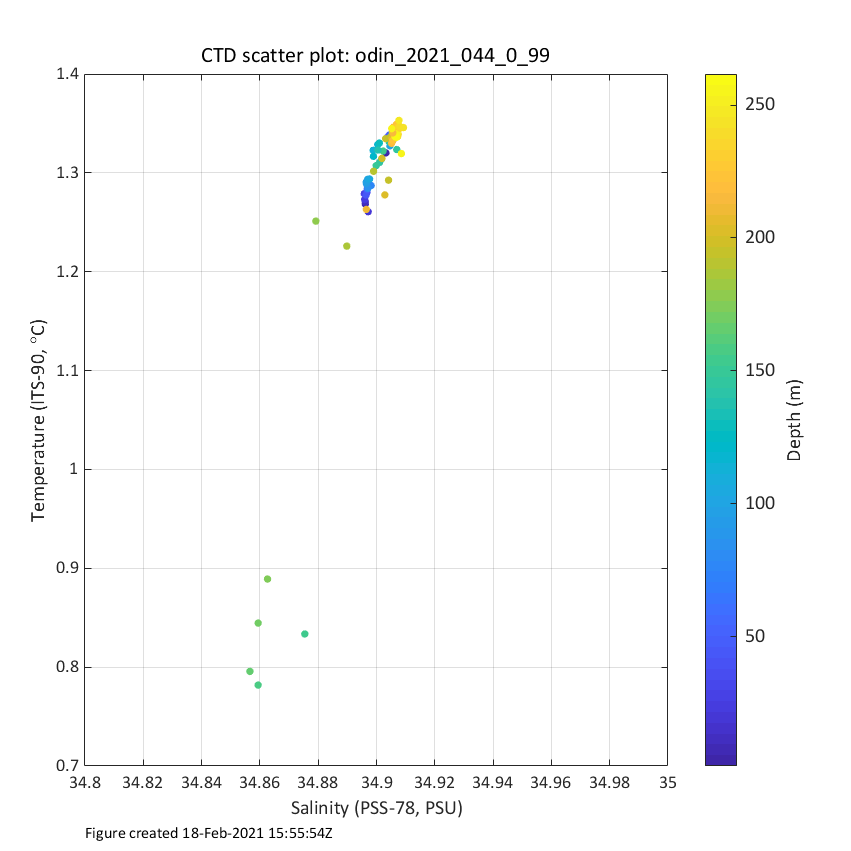 CTD scatter plot: odin_2021_044_0_99
1.4
1.3
1.2
1.1
1
0.9
0.8
0.7
Temperature (ITS-90, °C)
34.8 34.82 34.84 34.86 34.88 34.9 34.92 34.94 34.96 34.98 35
Salinity (PSS-78, PSU)
250
200
150
100
50
Depth (m)
Figure created 18-Feb-2021 15:55:54Z